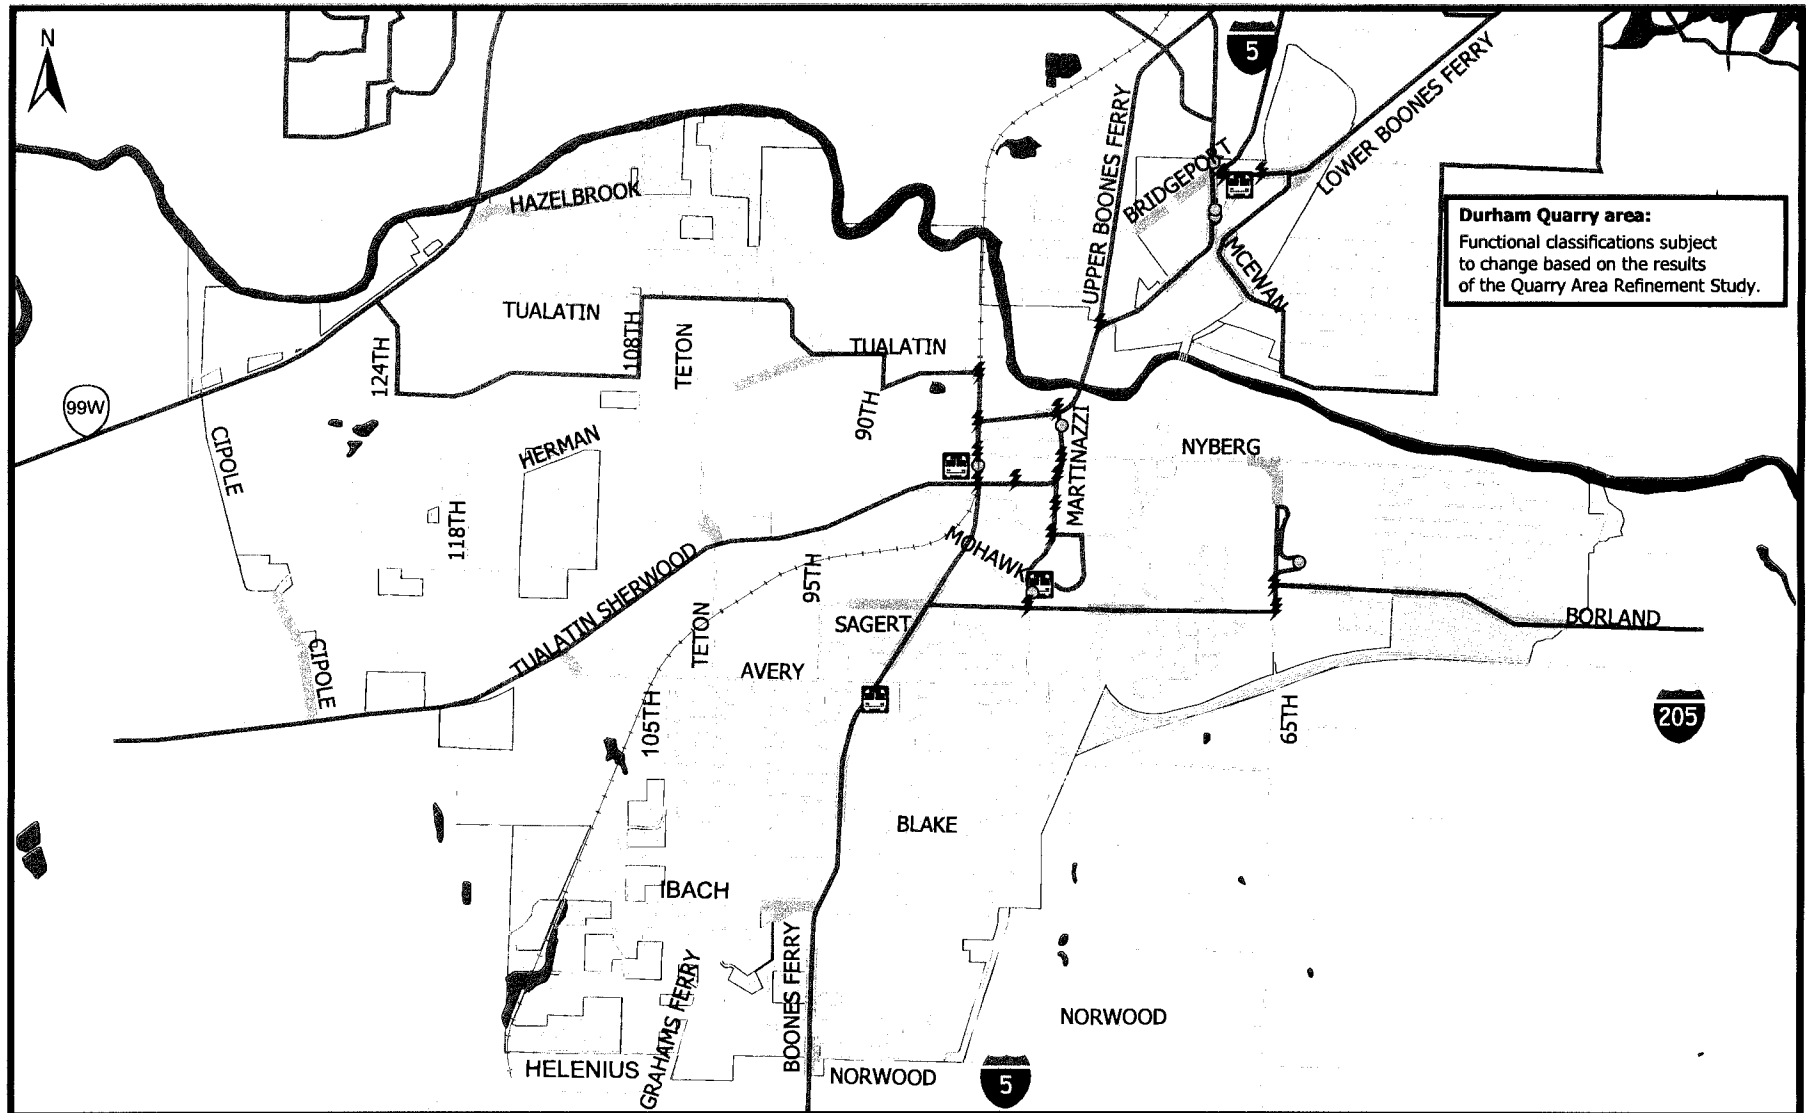 N
5
UPPER BOONES FERRY
LOWER BOONES FERRY
BRIDGEPORT
HAZELBROOK
Durham Quarry area:
Functional classifications subject
to change based on the results
of the Quarry Area Refinement Study.
MCEWAN
TUALATIN
108TH
TETON
TUALATIN
124TH
99W
90TH
MARTINAZZI
NYBERG
CIPOLE
HERMAN
118TH
MOHAWK
95TH
TUALATIN SHERWOOD
TETON
SAGERT
BORLAND
CIPOLE
AVERY
105TH
65TH
205
BLAKE
IBACH
BOONES FERRY
GRAHAMS FERRY
NORWOOD
HELENIUS
NORWOOD
5